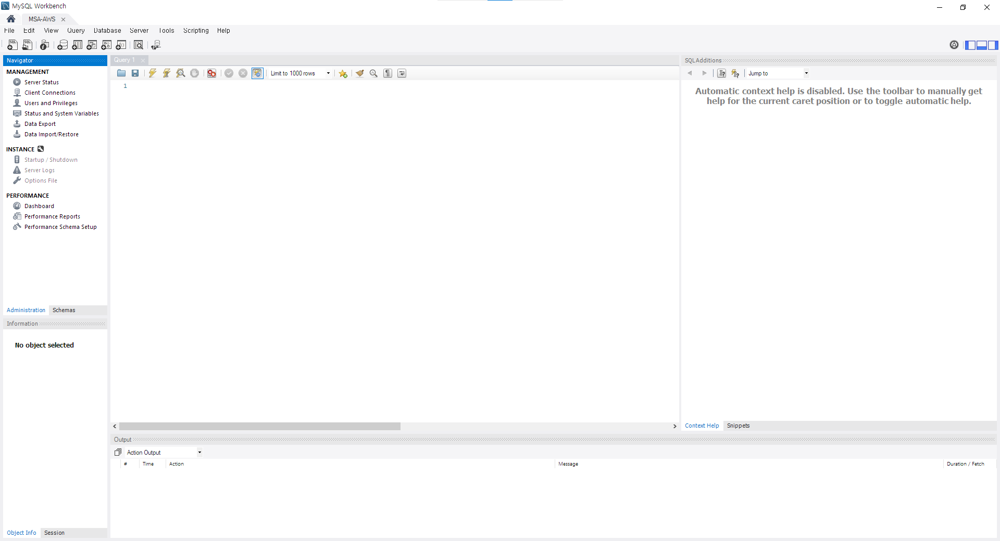 MySQL Workbench
MSA-AWS
File Edit View Query Database Server Tools Scripting Help
Navigator
MANAGEMENT
Server Status
Client Connections
Users and Privileges
Status and System Variables
Data Export
Data Import/Restore
INSTANCE
Startup / Shutdown
Server Logs
Options File
PERFORMANCE
Dashboard
Performance Reports
Performance Schema Setup
Administration Schemas
Information
No object selected
Object Info Session
Query 1
Limit to 1000 rows
1
SQLAdditions
Jump to
Automatic context help is disabled. Use the toolbar to manually get
help for the current caret position or to toggle automatic help.
Context Help Snippets
Output
Action Output
# Time Action Message Duration / Fetch